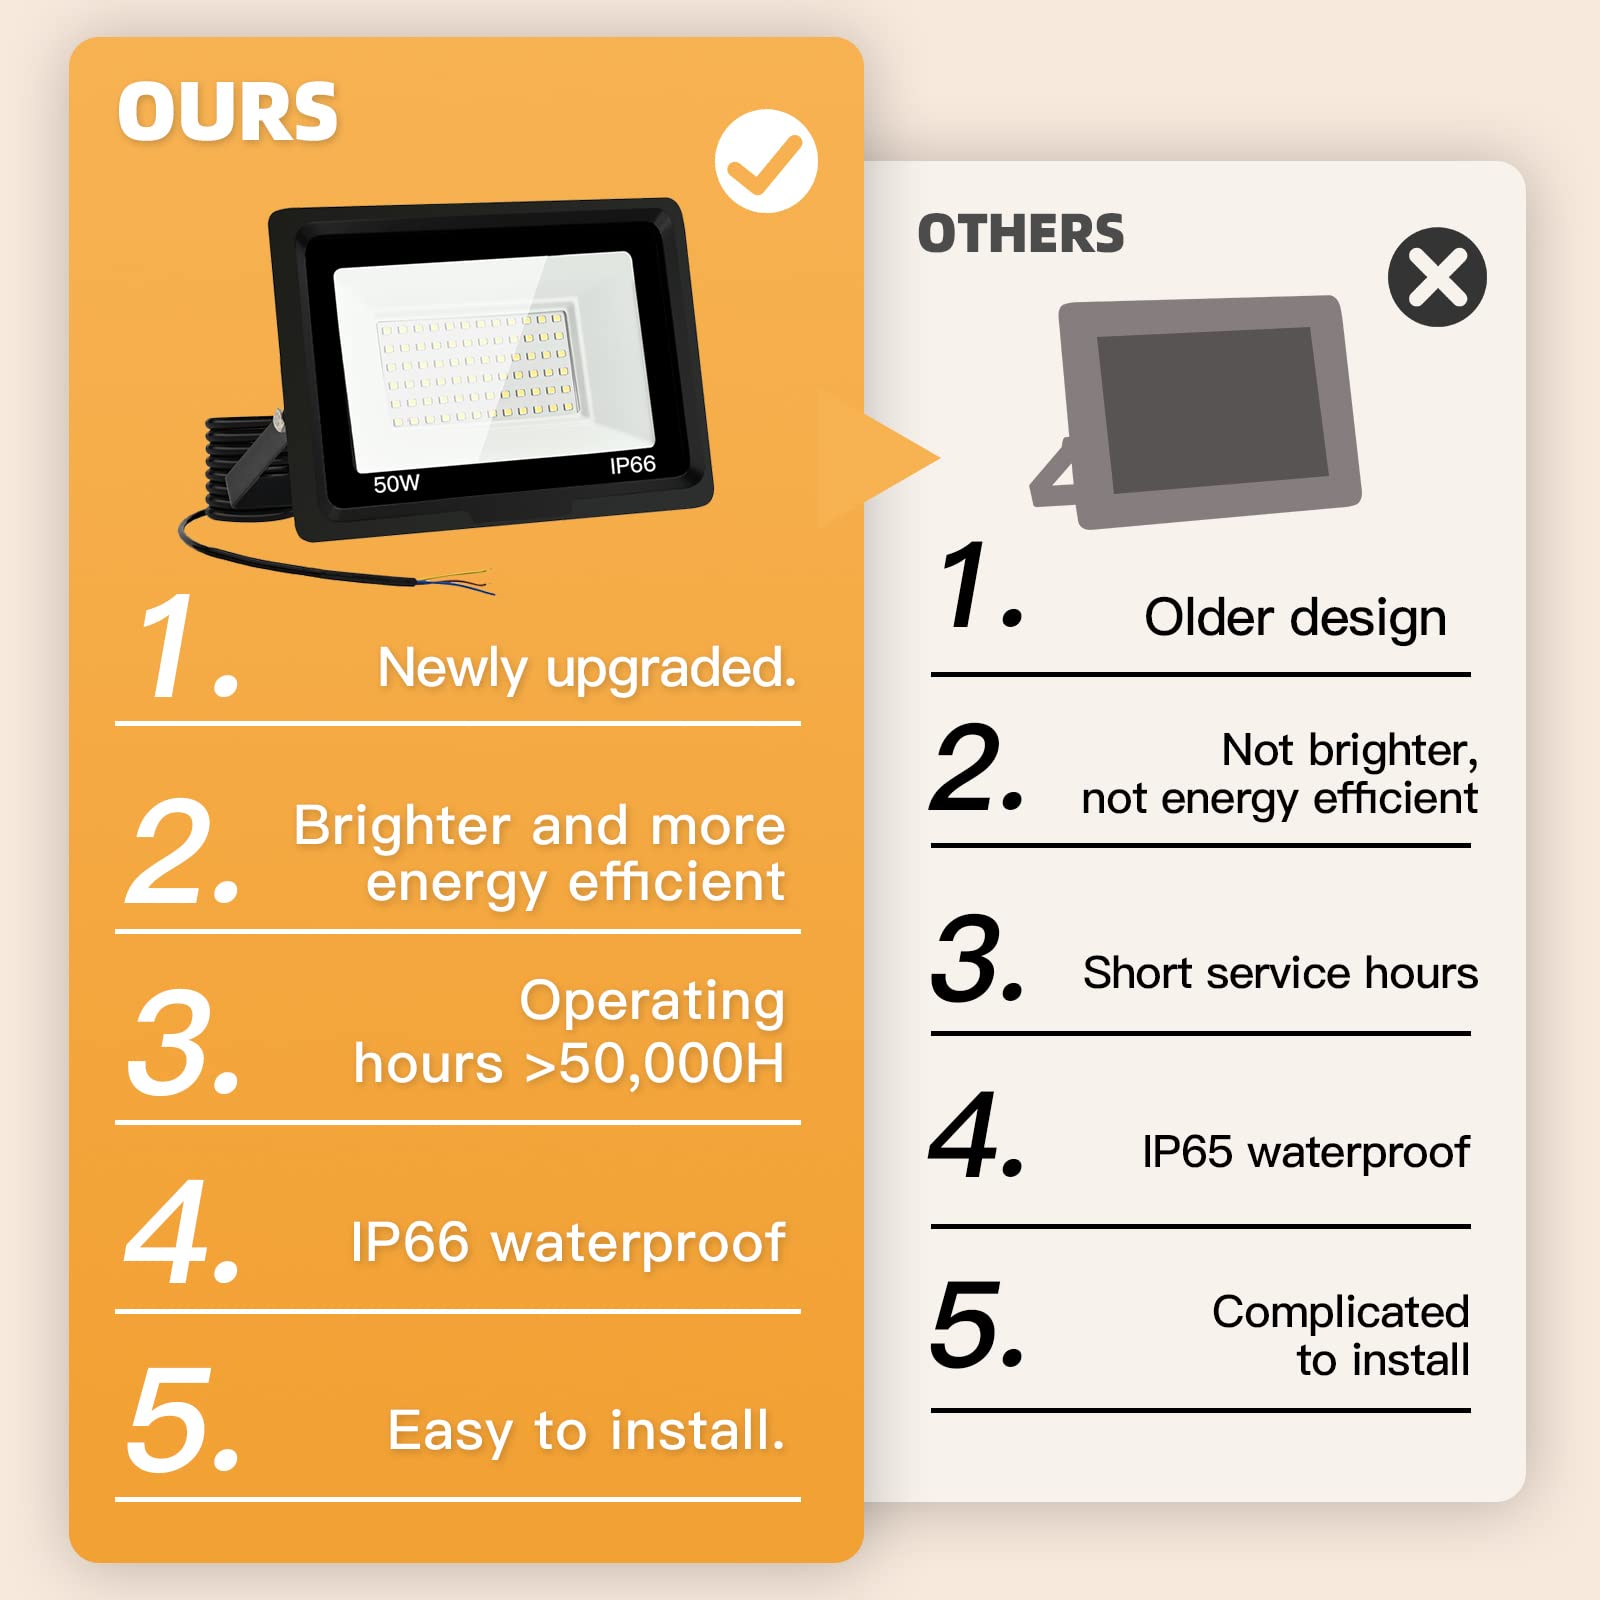 OURS
50W
IP66
1.
Newly upgraded.
2.
Brighter and more
energy efficient
3.
Operating
hours >50,000H
4.
IP66 waterproof
5.
Easy to install.
OTHERS
1.
Older design
2.
Not brighter,
not energy efficient
3.
Short service hours
4.
IP65 waterproof
5.
Complicated
to install